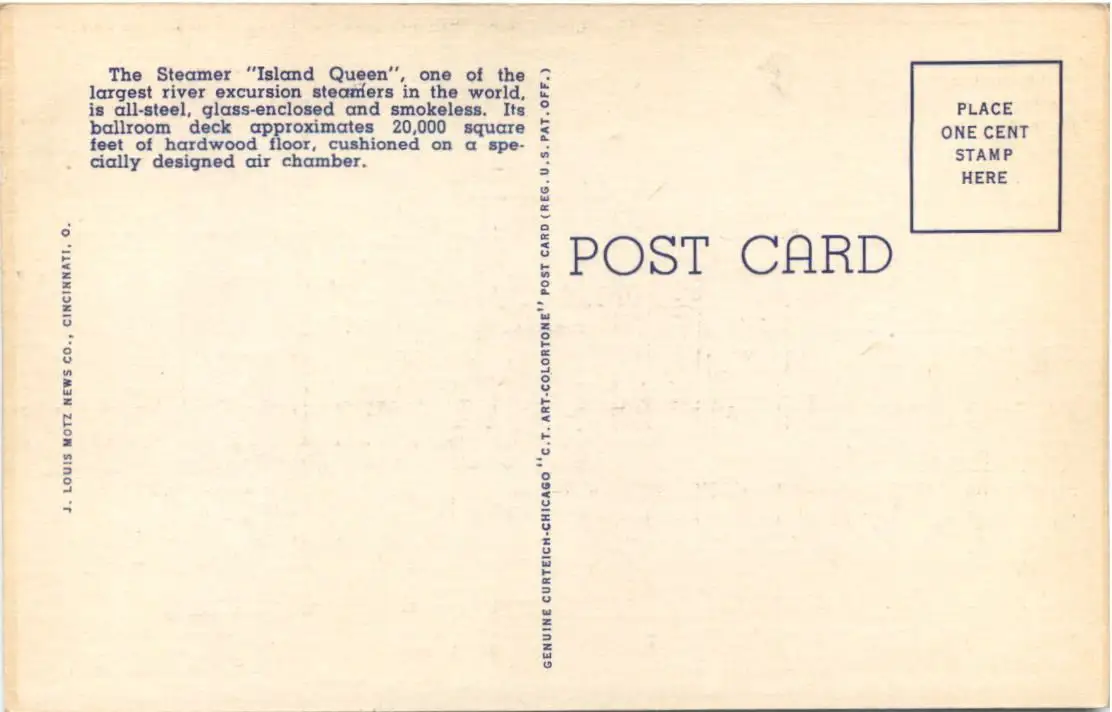 The Steamer "Island Queen", one of the
largest river excursion steamers in the world,
is all-steel, glass-enclosed and smokeless. Its
ballroom deck approximates 20,000 square
feet of hardwood floor, cushioned on a spe-
cially designed air chamber.
J. LOUIS MOTZ NEWS CO., CINCINNATI, O.
GENUINE CURTEICH-CHICAGO "C.T. ART-COLORTONE" POST CARD (REG. U.S. PAT. OFF.)
POST CARD
PLACE
ONE CENT
STAMP
HERE